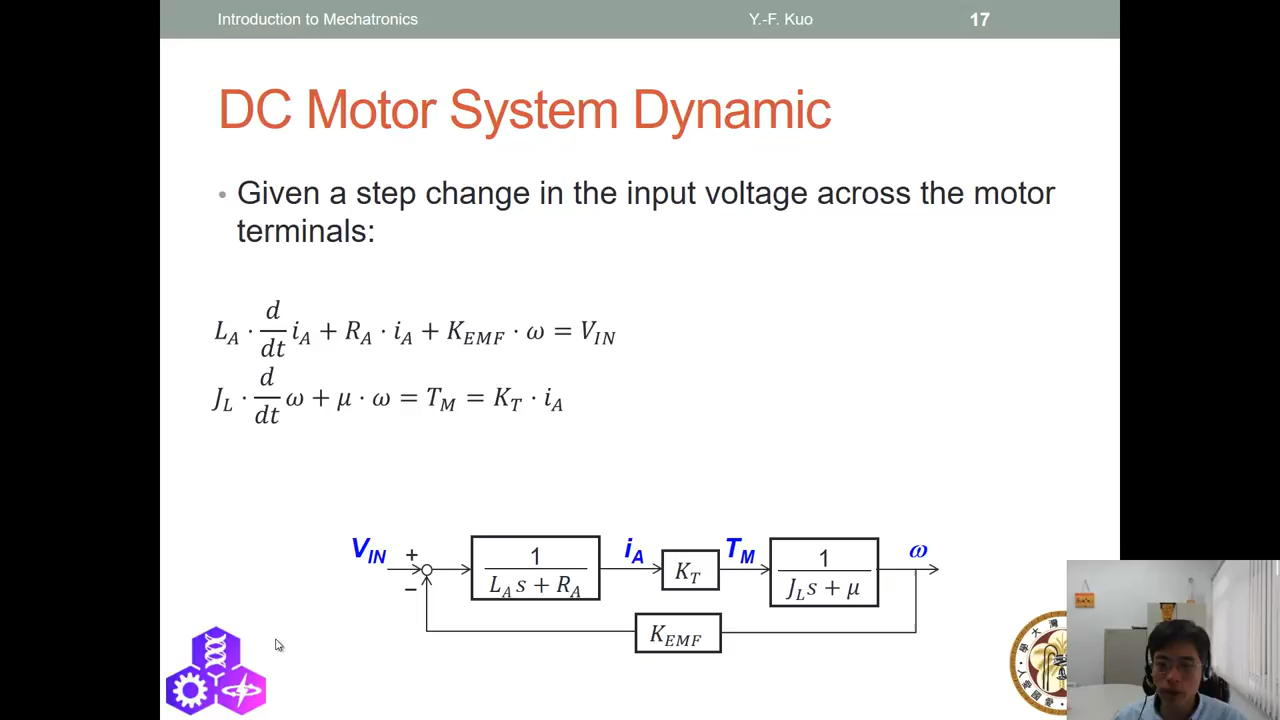 Introduction to Mechatronics Y.-F. Kuo 17
DC Motor System Dynamic
• Given a step change in the input voltage across the motor
terminals:
L_A · d/dt i_A + R_A · i_A + K_EMF · ω = V_IN
J_L · d/dt ω + μ · ω = T_M = K_T · i_A
V_IN + − 1/(L_A s + R_A) i_A K_T T_M 1/(J_L s + μ) ω
K_EMF